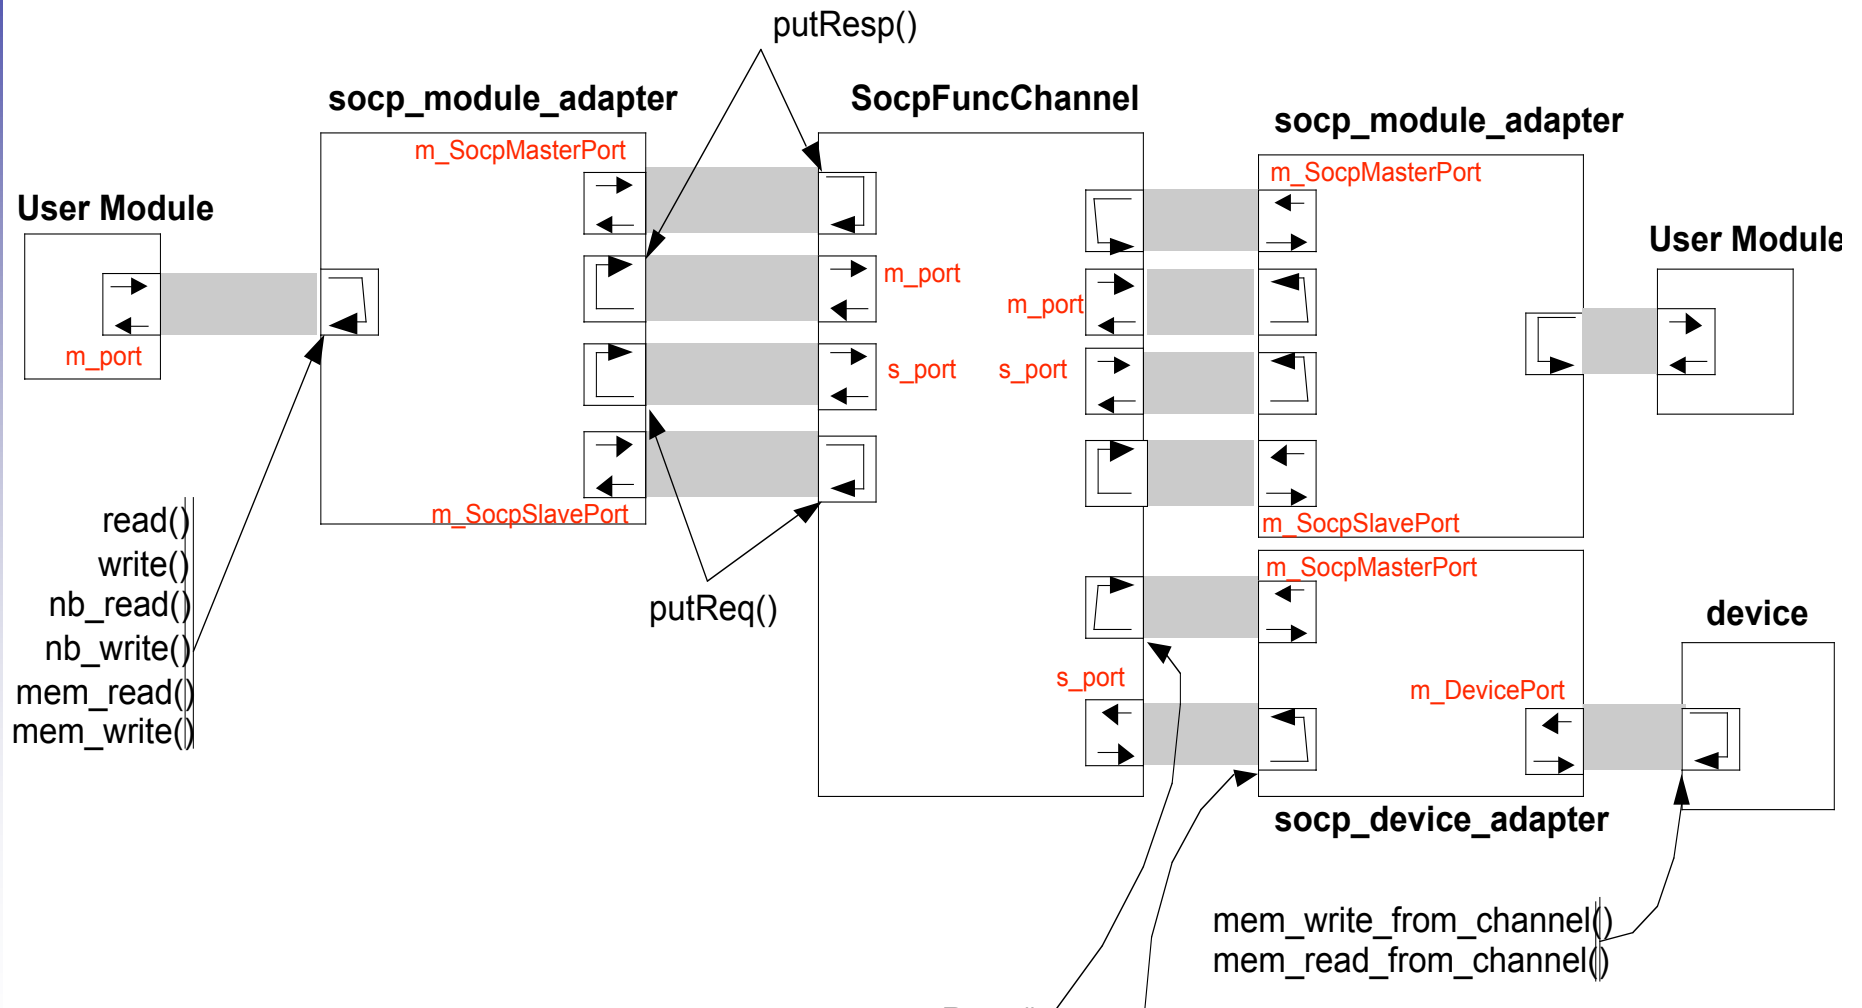 putResp()
socp_module_adapter
SocpFuncChannel
socp_module_adapter
m_SocpMasterPort
m_SocpMasterPort
User Module
User Module
m_port
m_port
m_port
s_port
s_port
m_SocpSlavePort
m_SocpSlavePort
read()
write()
nb_read()
nb_write()
mem_read()
mem_write()
putReq()
m_SocpMasterPort
device
s_port
m_DevicePort
socp_device_adapter
mem_write_from_channel()
mem_read_from_channel()